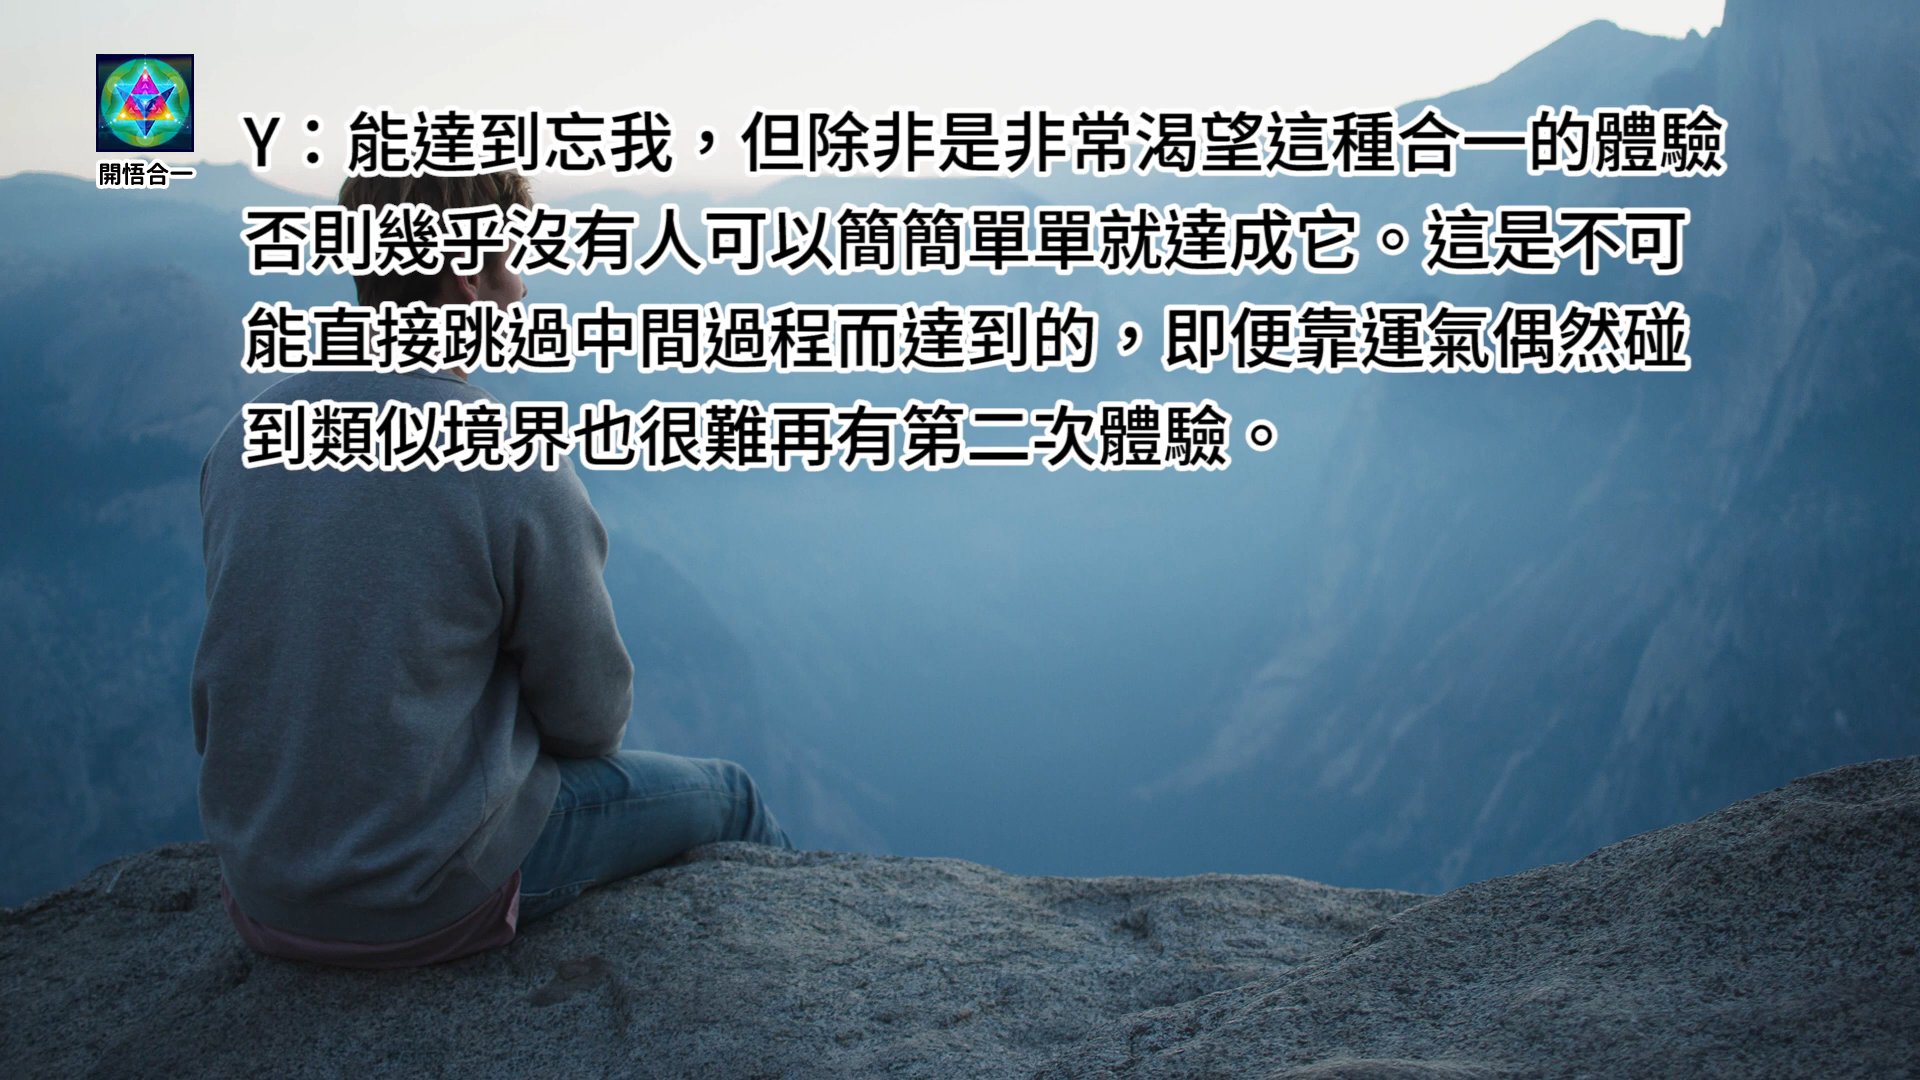 開悟合一
Y：能達到忘我，但除非是非常渴望這種合一的體驗
否則幾乎沒有人可以簡簡單單就達成它。這是不可
能直接跳過中間過程而達到的，即便靠運氣偶然碰
到類似境界也很難再有第二次體驗。